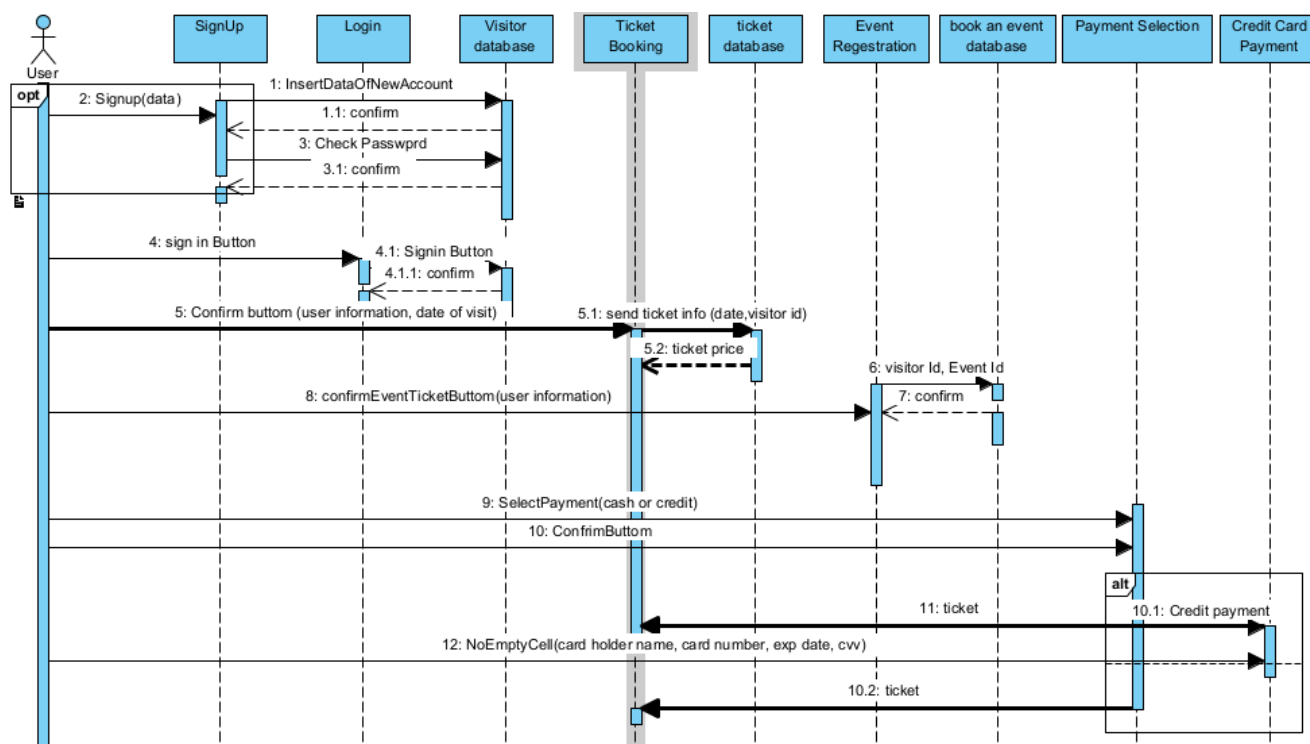 SignUp
Login
Visitor
database
Ticket
Booking
ticket
database
Event
Regestration
book an event
database
Payment Selection
Credit Card
Payment
User
opt
1: InsertDataOfNewAccount
2: Signup(data)
1.1: confirm
3: Check Passwprd
3.1: confirm
4: sign in Button
4.1: Signin Button
4.1.1: confirm
5: Confirm buttom (user information, date of visit)
5.1: send ticket info (date,visitor id)
5.2: ticket price
6: visitor Id, Event Id
7: confirm
8: confirmEventTicketButtom(user information)
9: SelectPayment(cash or credit)
10: ConfrimButtom
alt
11: ticket
10.1: Credit payment
12: NoEmptyCell(card holder name, card number, exp date, cvv)
10.2: ticket